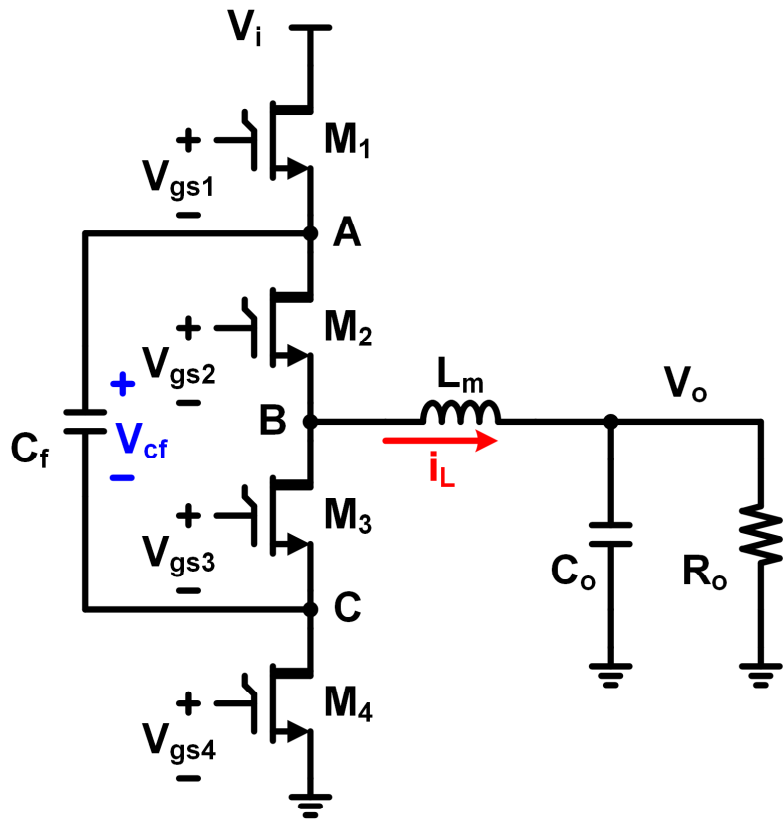 Vi
+
Vgs1
−
M1
A
+
Vgs2
−
M2
+
Vcf
−
Cf
B
Lm
iL
Vo
+
Vgs3
−
M3
Co
Ro
C
+
Vgs4
−
M4